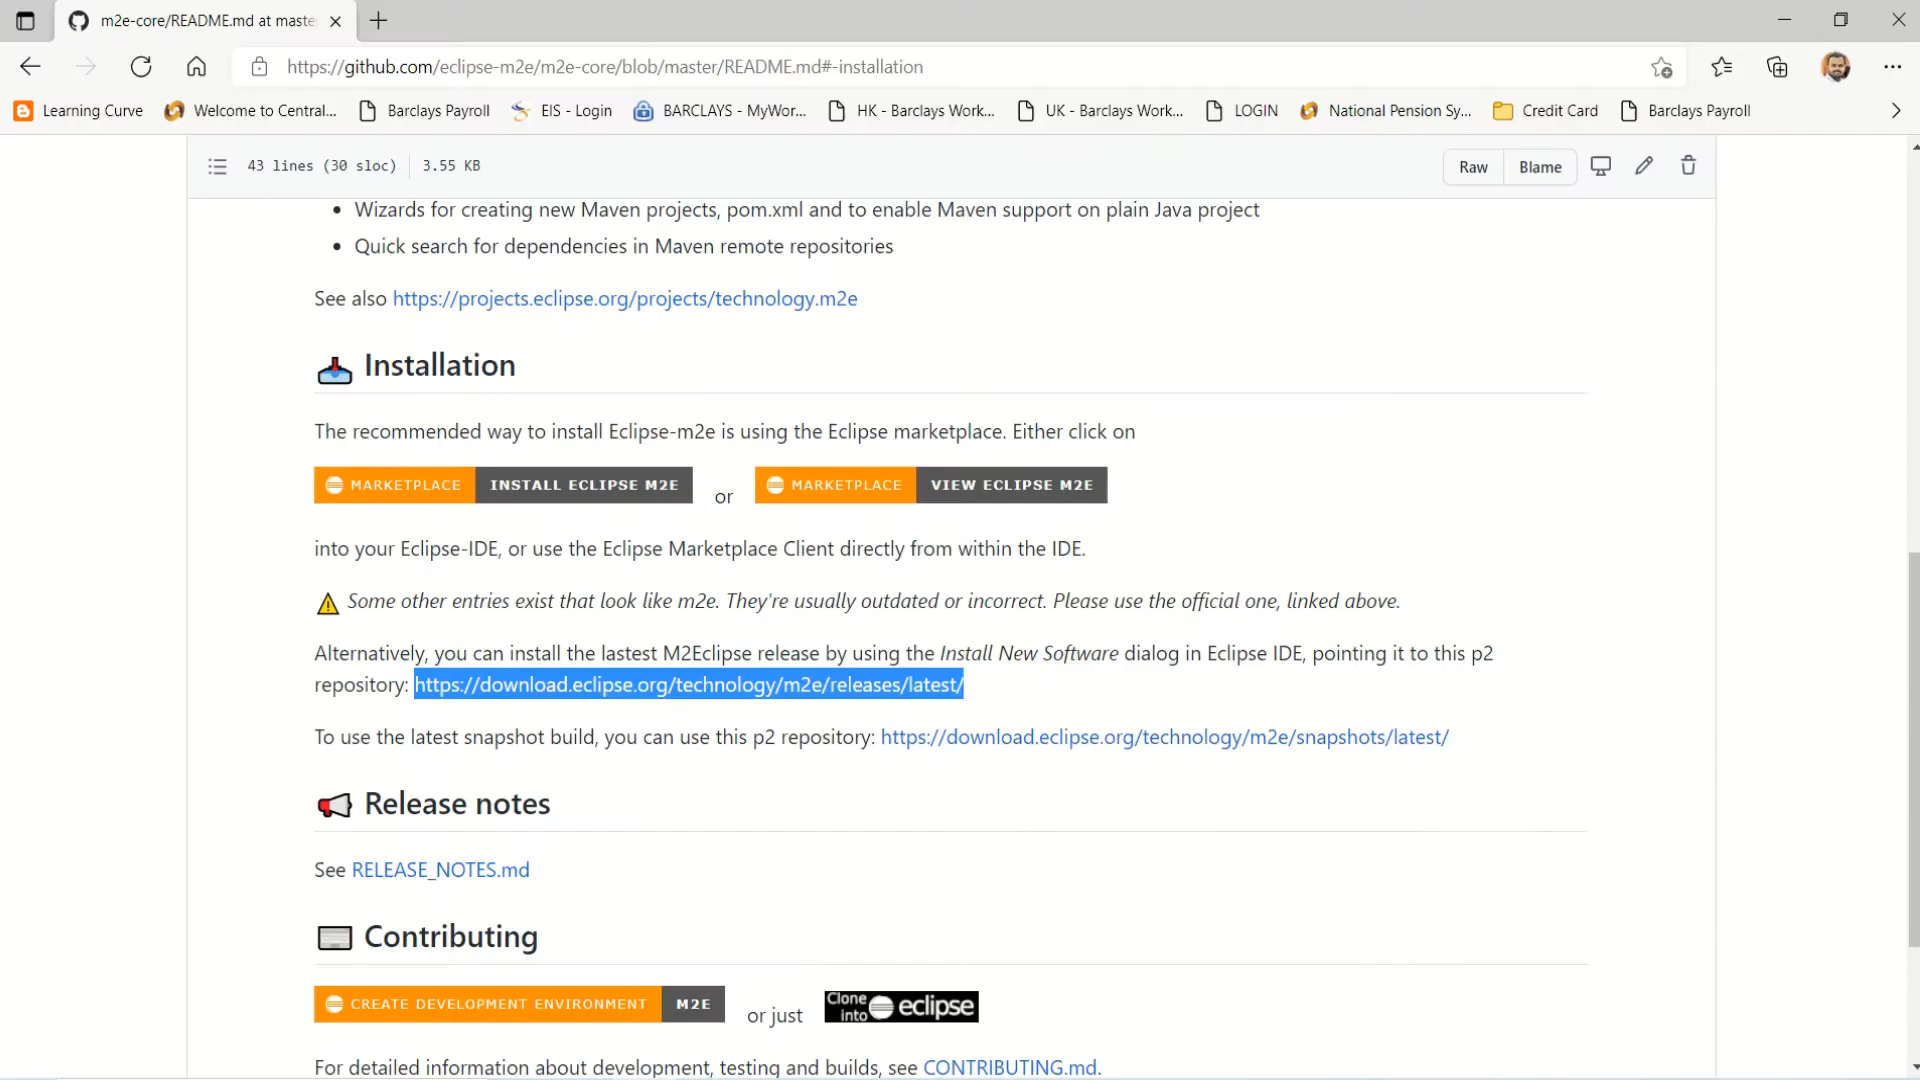 m2e-core/README.md at maste
https://github.com/eclipse-m2e/m2e-core/blob/master/README.md#-installation
Learning Curve
Welcome to Central...
Barclays Payroll
EIS - Login
BARCLAYS - MyWor...
HK - Barclays Work...
UK - Barclays Work...
LOGIN
National Pension Sy...
Credit Card
Barclays Payroll
43 lines (30 sloc) 3.55 KB
Raw Blame
• Wizards for creating new Maven projects, pom.xml and to enable Maven support on plain Java project
• Quick search for dependencies in Maven remote repositories
See also https://projects.eclipse.org/projects/technology.m2e
Installation
The recommended way to install Eclipse-m2e is using the Eclipse marketplace. Either click on
MARKETPLACE INSTALL ECLIPSE M2E or MARKETPLACE VIEW ECLIPSE M2E
into your Eclipse-IDE, or use the Eclipse Marketplace Client directly from within the IDE.
Some other entries exist that look like m2e. They're usually outdated or incorrect. Please use the official one, linked above.
Alternatively, you can install the lastest M2Eclipse release by using the Install New Software dialog in Eclipse IDE, pointing it to this p2
repository: https://download.eclipse.org/technology/m2e/releases/latest/
To use the latest snapshot build, you can use this p2 repository: https://download.eclipse.org/technology/m2e/snapshots/latest/
Release notes
See RELEASE_NOTES.md
Contributing
CREATE DEVELOPMENT ENVIRONMENT M2E or just Clone into eclipse
For detailed information about development, testing and builds, see CONTRIBUTING.md.